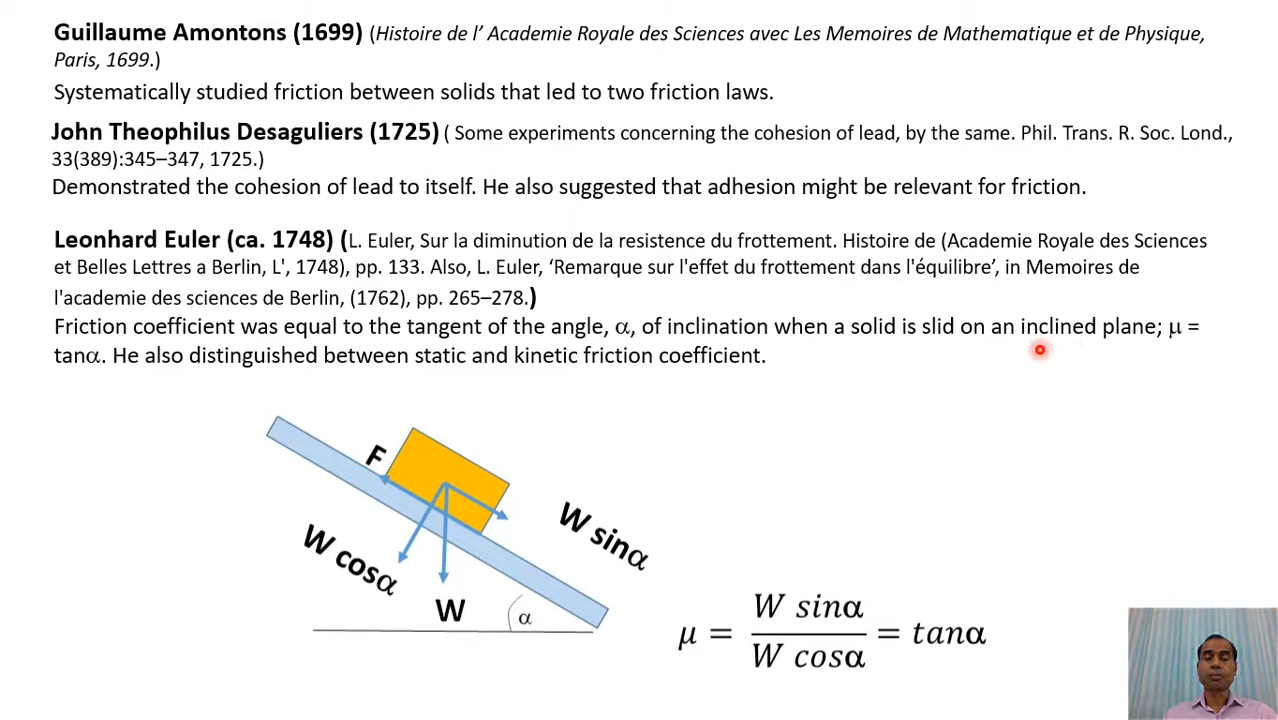 Guillaume Amontons (1699) (Histoire de l’ Academie Royale des Sciences avec Les Memoires de Mathematique et de Physique,
Paris, 1699.)
Systematically studied friction between solids that led to two friction laws.
John Theophilus Desaguliers (1725) ( Some experiments concerning the cohesion of lead, by the same. Phil. Trans. R. Soc. Lond.,
33(389):345–347, 1725.)
Demonstrated the cohesion of lead to itself. He also suggested that adhesion might be relevant for friction.
Leonhard Euler (ca. 1748) (L. Euler, Sur la diminution de la resistence du frottement. Histoire de (Academie Royale des Sciences
et Belles Lettres a Berlin, L', 1748), pp. 133. Also, L. Euler, ‘Remarque sur l'effet du frottement dans l'équilibre’, in Memoires de
l'academie des sciences de Berlin, (1762), pp. 265–278.)
Friction coefficient was equal to the tangent of the angle, α, of inclination when a solid is slid on an inclined plane; μ =
tanα. He also distinguished between static and kinetic friction coefficient.
F
W sinα
W cosα
W
α
μ = W sinα / W cosα = tanα